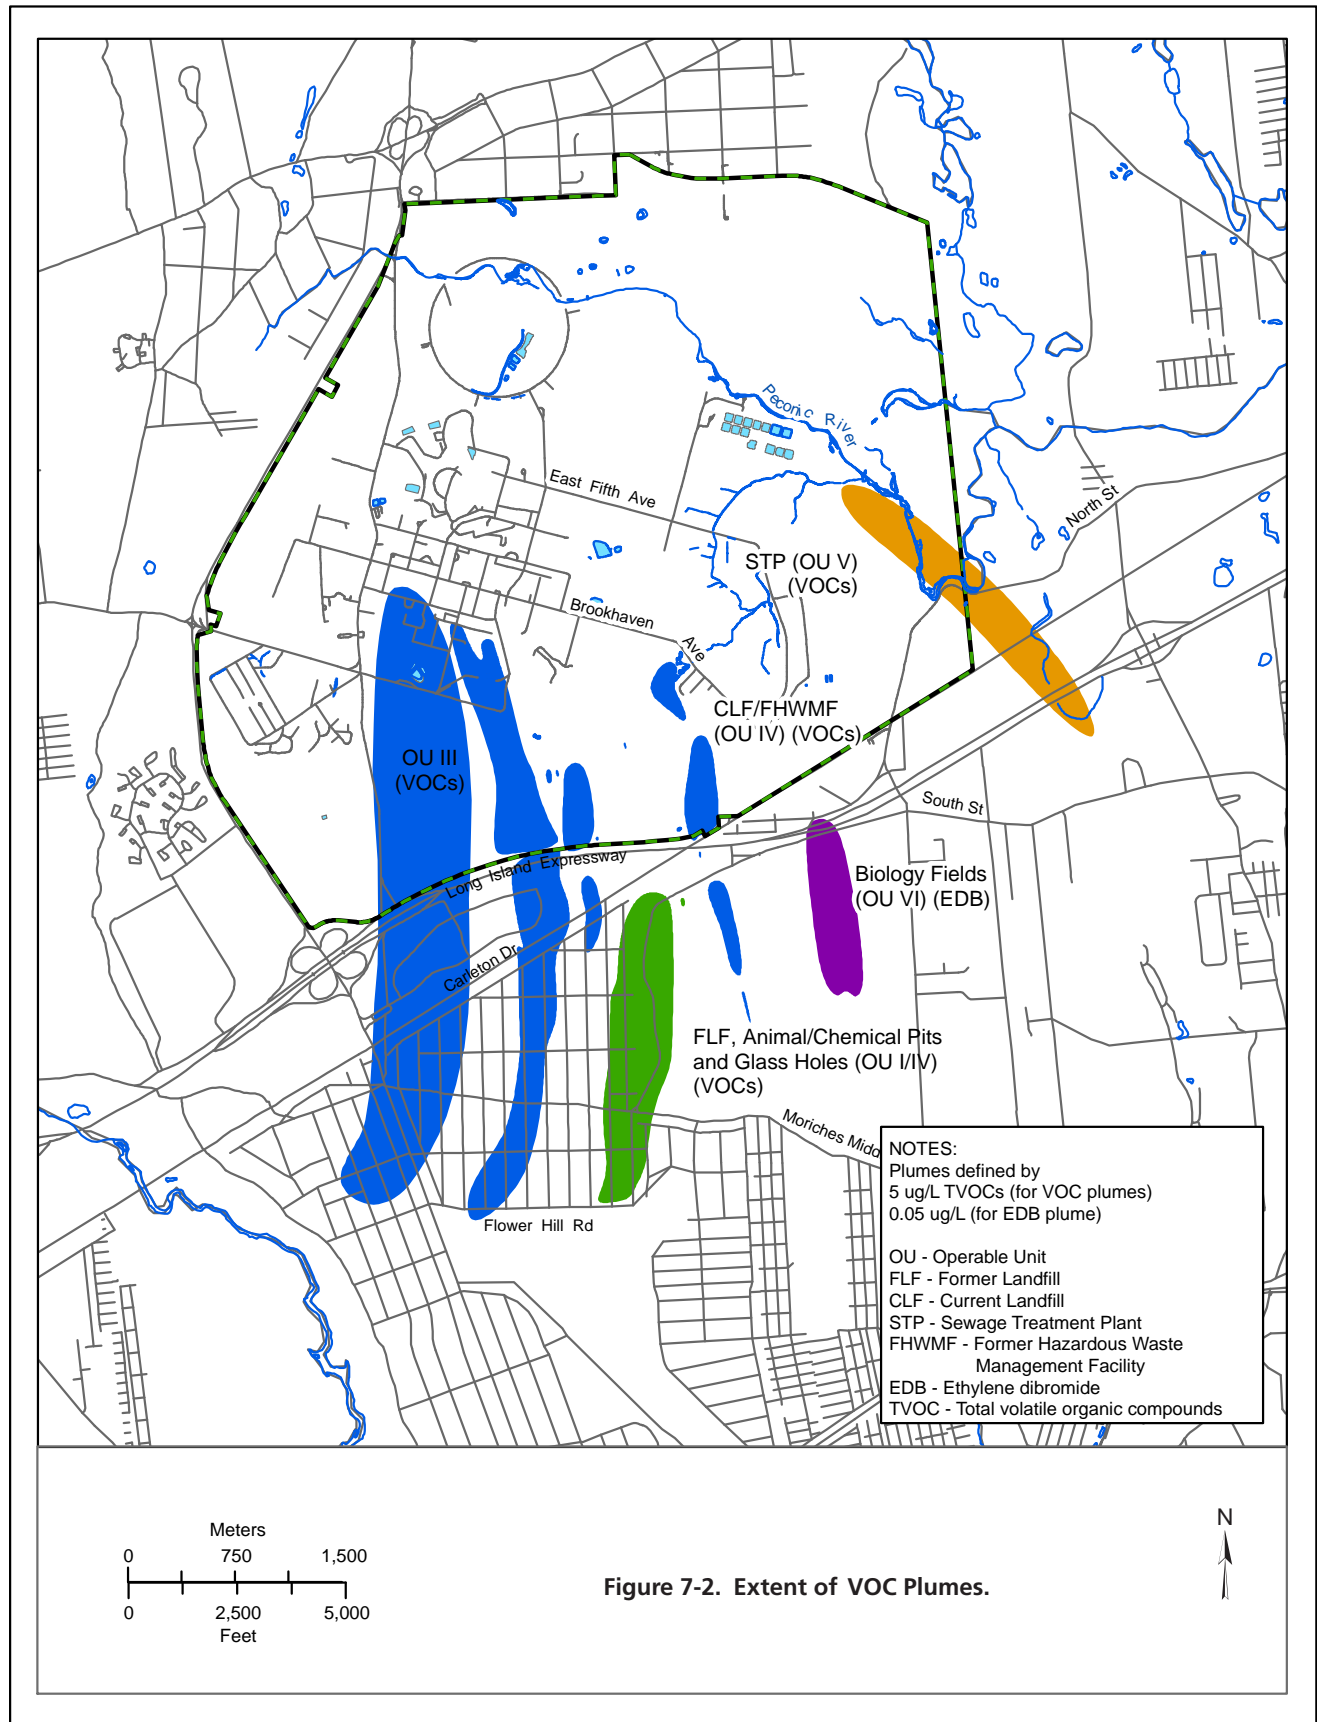 Peconic River
East Fifth Ave
North St
STP (OU V)
(VOCs)
Brookhaven Ave
CLF/FHWMF
(OU IV) (VOCs)
OU III
(VOCs)
South St
Long Island Expressway
Biology Fields
(OU VI) (EDB)
Carleton Dr
FLF, Animal/Chemical Pits
and Glass Holes (OU I/IV)
(VOCs)
Moriches Midd
Flower Hill Rd
NOTES:
Plumes defined by
5 ug/L TVOCs (for VOC plumes)
0.05 ug/L (for EDB plume)
OU - Operable Unit
FLF - Former Landfill
CLF - Current Landfill
STP - Sewage Treatment Plant
FHWMF - Former Hazardous Waste
Management Facility
EDB - Ethylene dibromide
TVOC - Total volatile organic compounds
Meters
0 750 1,500
0 2,500 5,000
Feet
Figure 7-2. Extent of VOC Plumes.
N